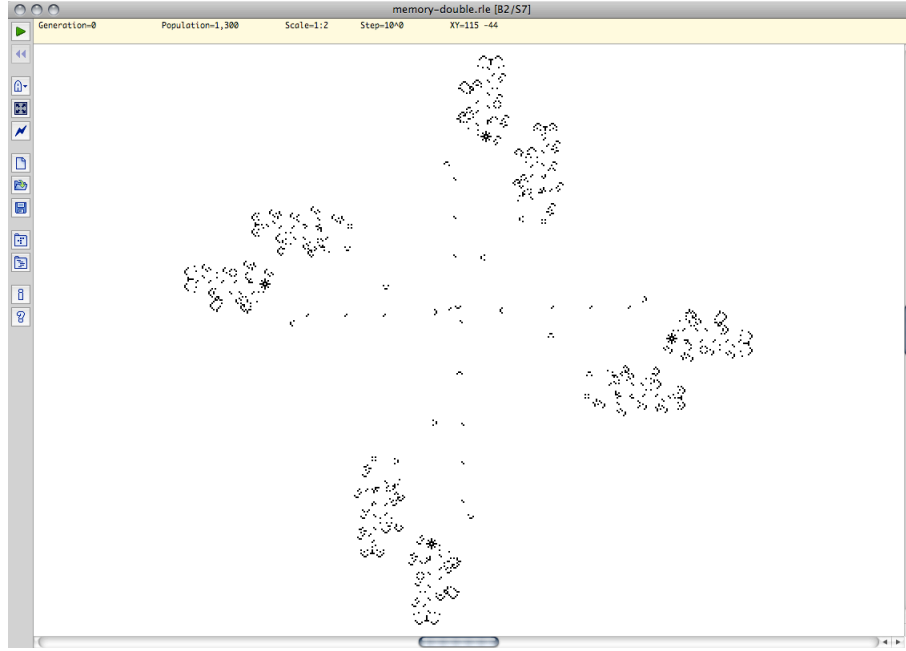 memory-double.rle [B2/S7]
Generation=0 Population=1,300 Scale=1:2 Step=10^0 XY=115 -44